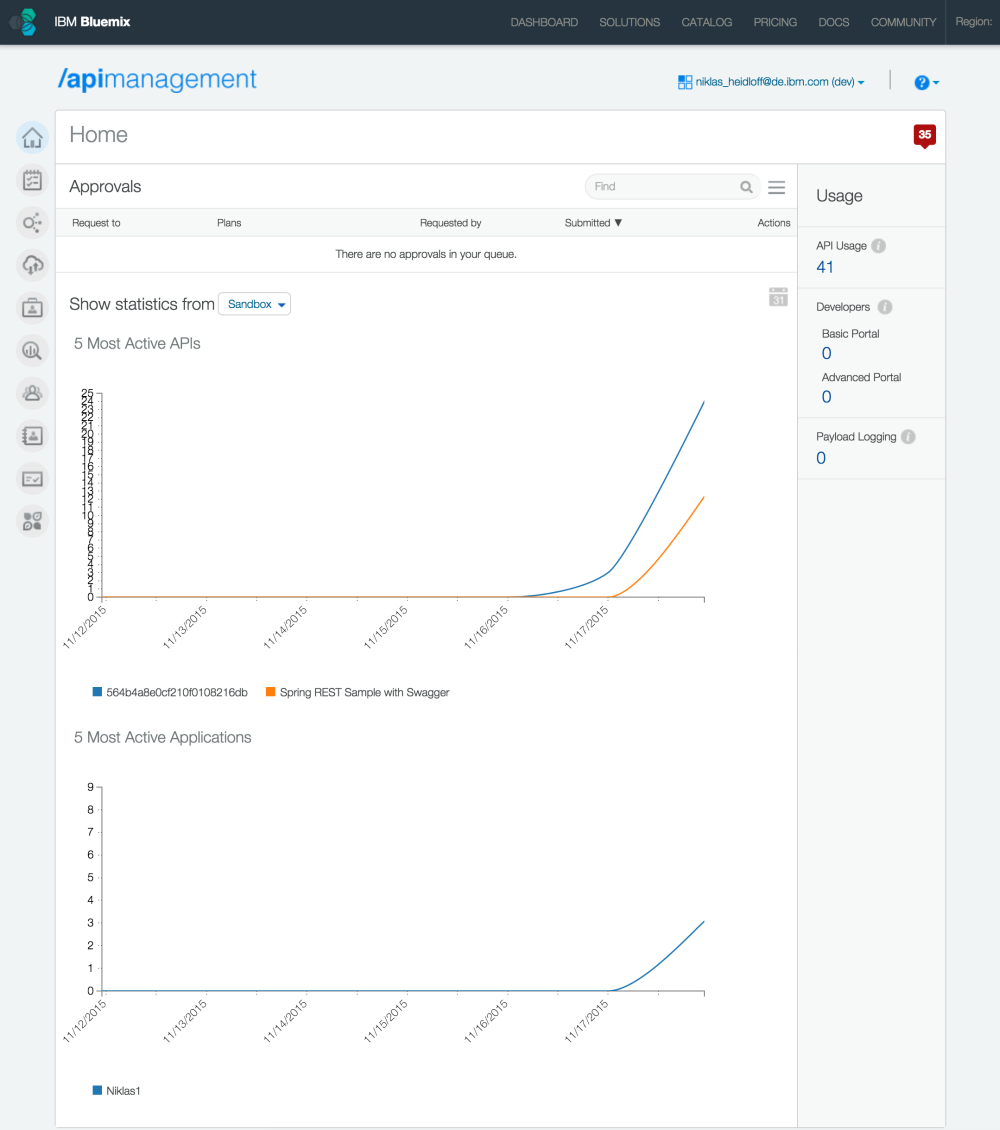 IBM Bluemix
DASHBOARD SOLUTIONS CATALOG PRICING DOCS COMMUNITY Region:
/apimanagement
niklas_heidloff@de.ibm.com (dev)
?
Home
35
Approvals
Find
Request to Plans Requested by Submitted ▼ Actions
There are no approvals in your queue.
Show statistics from Sandbox
31
5 Most Active APIs
25
24
23
22
21
20
19
18
17
16
15
14
13
12
11
10
9
8
7
6
5
4
3
2
1
0
11/12/2015 11/13/2015 11/14/2015 11/15/2015 11/16/2015 11/17/2015
564b4a8e0cf210f0108216db Spring REST Sample with Swagger
5 Most Active Applications
9
8
7
6
5
4
3
2
1
0
11/12/2015 11/13/2015 11/14/2015 11/15/2015 11/16/2015 11/17/2015
Niklas1
Usage
API Usage i
41
Developers i
Basic Portal
0
Advanced Portal
0
Payload Logging i
0